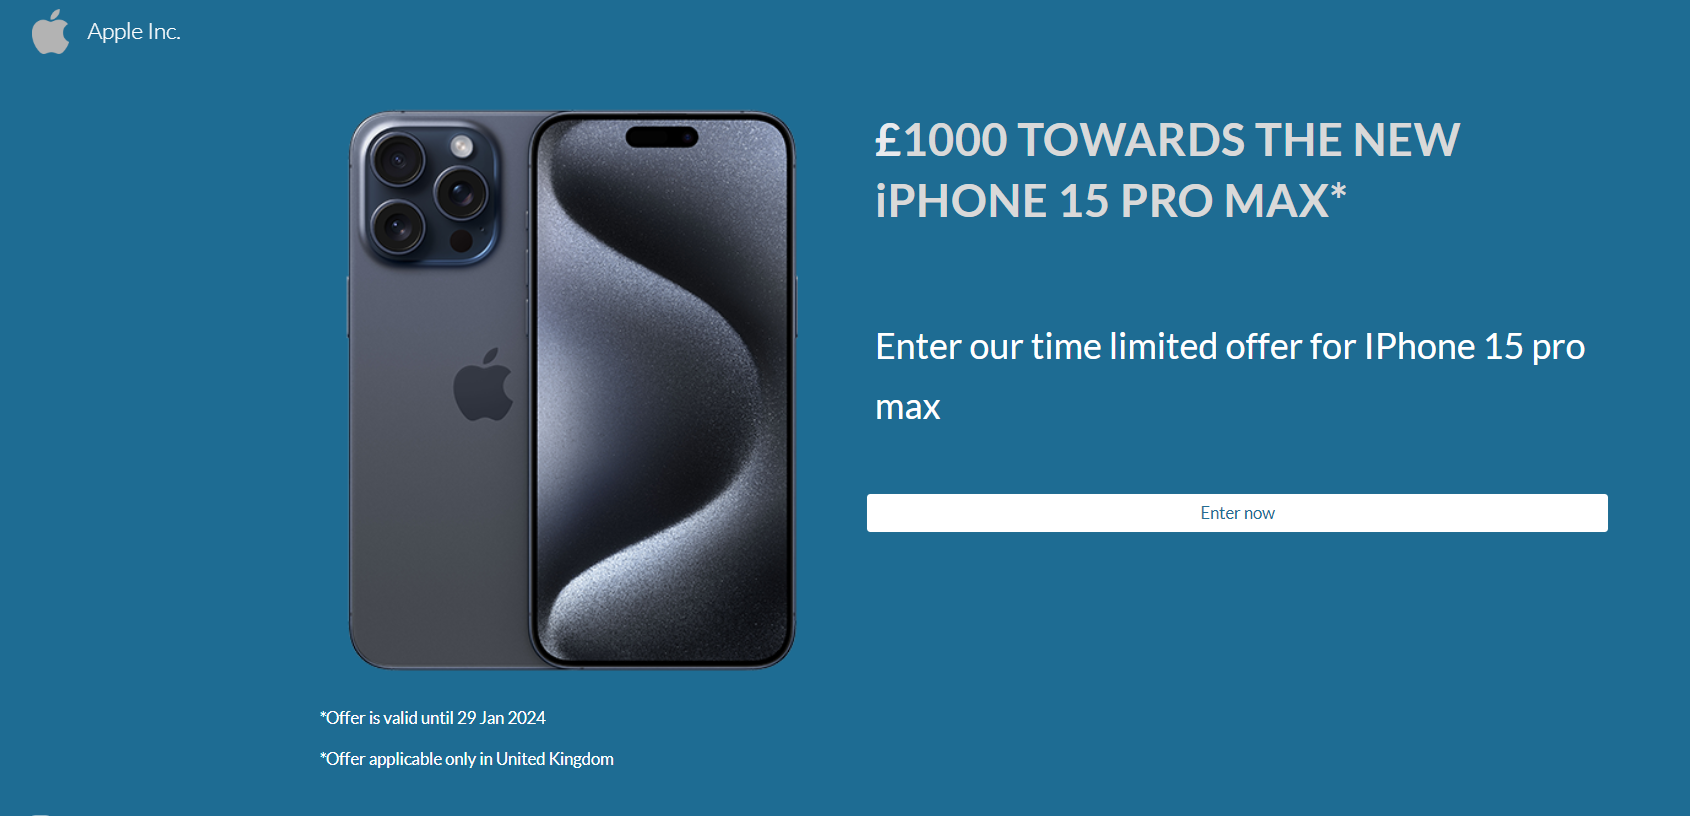 Apple Inc.
£1000 TOWARDS THE NEW
iPHONE 15 PRO MAX*
Enter our time limited offer for IPhone 15 pro
max
Enter now
*Offer is valid until 29 Jan 2024
*Offer applicable only in United Kingdom